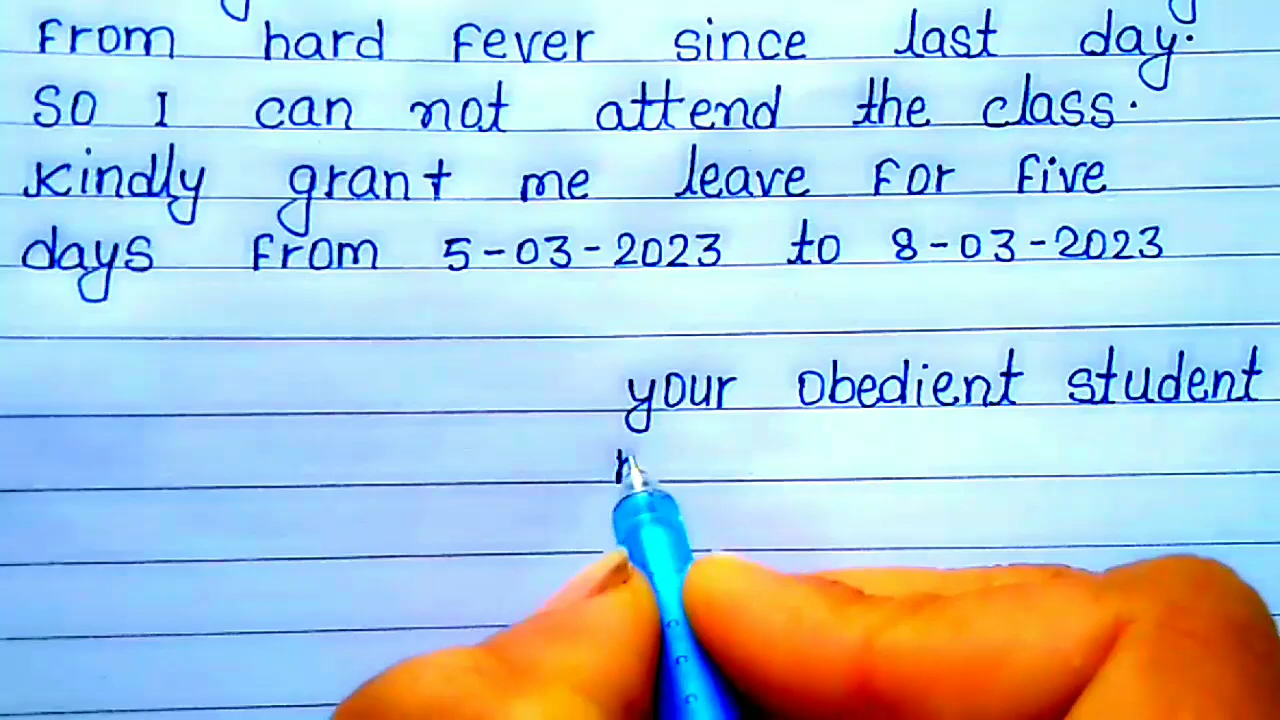 From hard Fever since last day.
So I can not attend the class.
Kindly grant me leave For Five
days From 5-03-2023 to 8-03-2023
your obedient student